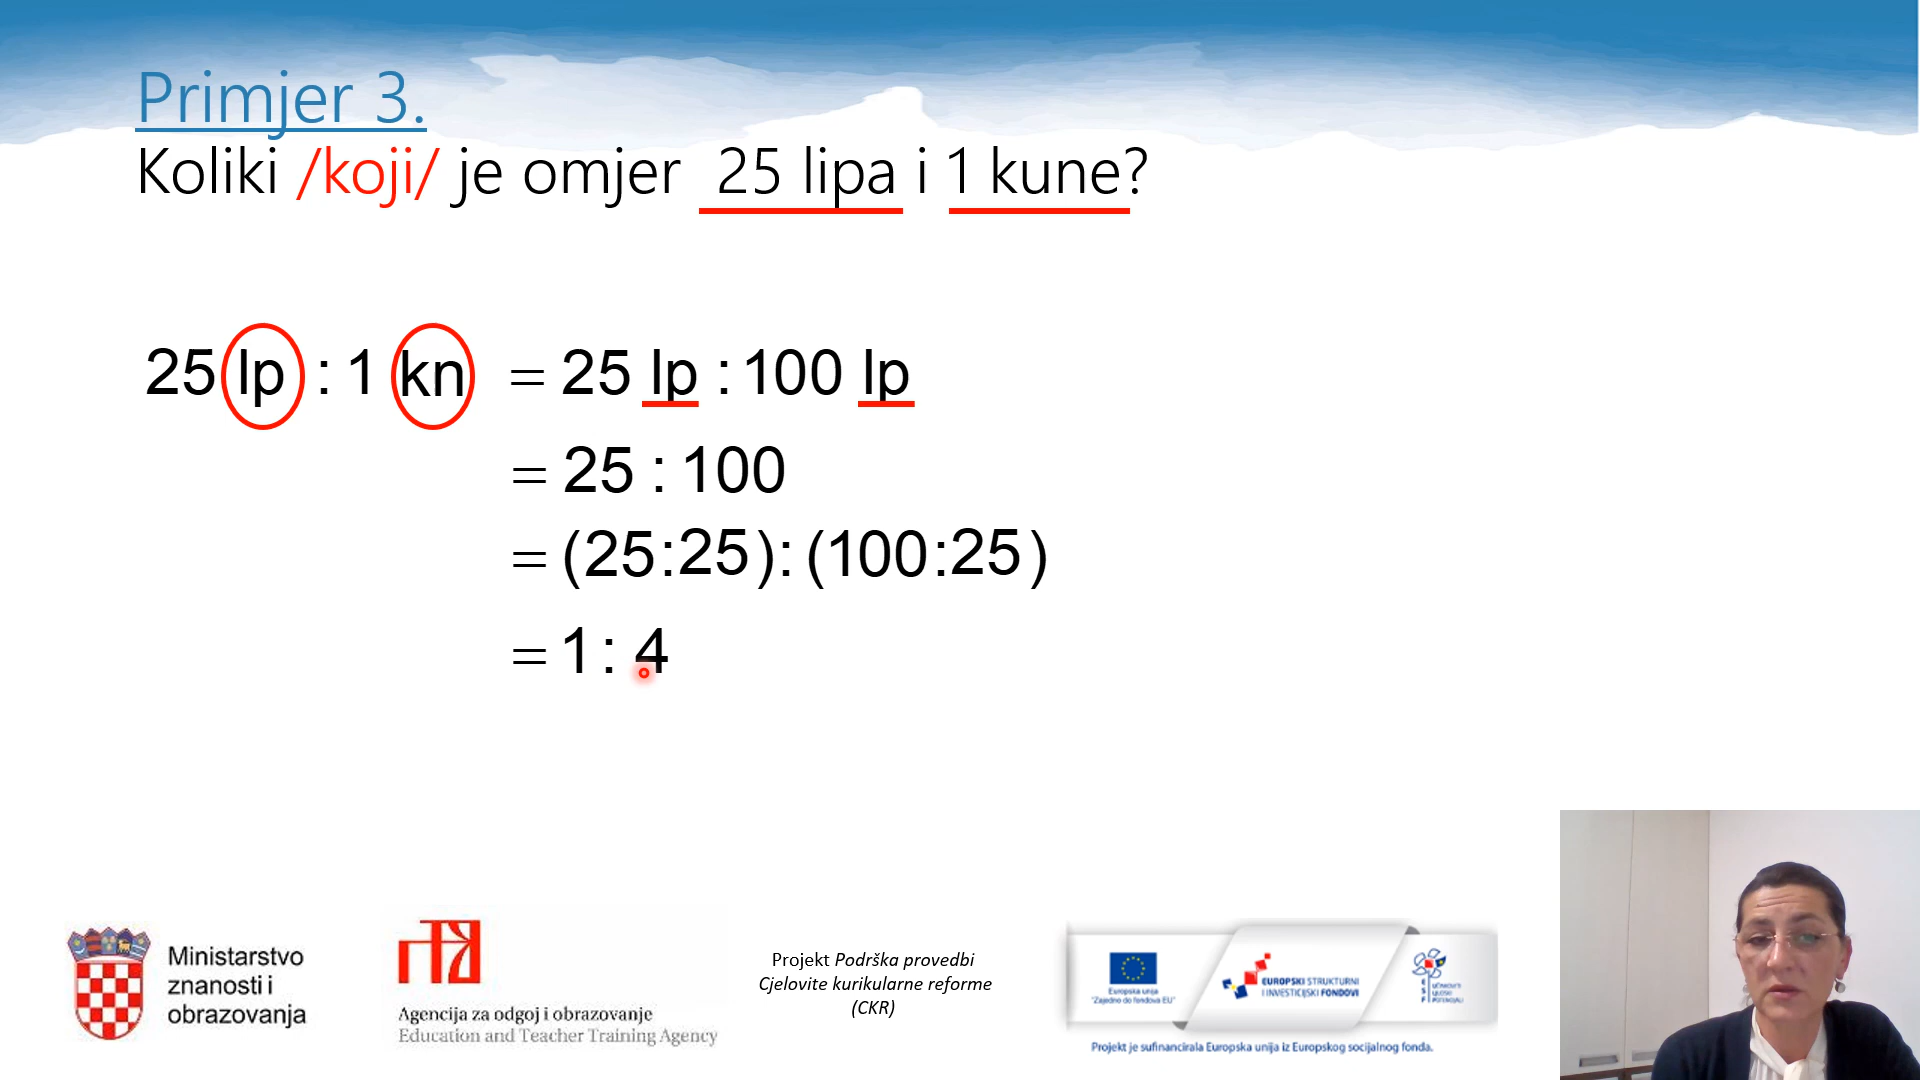 Primjer 3.
Koliki /koji/ je omjer 25 lipa i 1 kune?
25 lp : 1 kn = 25 lp : 100 lp
= 25 : 100
= (25:25):(100:25)
= 1: 4
Ministarstvo
znanosti i
obrazovanja
Agencija za odgoj i obrazovanje
Education and Teacher Training Agency
Projekt Podrška provedbi
Cjelovite kurikularne reforme
(CKR)
Europska unija
"Zajedno do fondova EU"
EUROPSKI STRUKTURNI
I INVESTICIJSKI FONDOVI
Projekt je sufinancirala Europska unija iz Europskog socijalnog fonda.